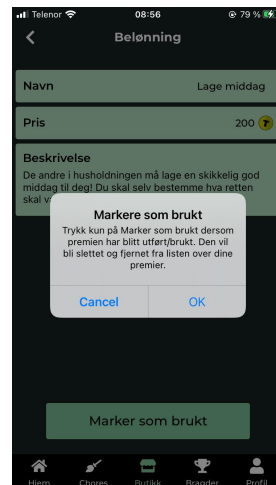 Telenor 08:56 79 %
Belønning
Navn Lage middag
Pris 200
Beskrivelse
De andre i husholdningen må lage en skikkelig god
middag til deg! Du skal selv bestemme hva retten
skal
Markere som brukt
Trykk kun på Marker som brukt dersom
premien har blitt utført/brukt. Den vil
bli slettet og fjernet fra listen over dine
premier.
Cancel OK
Marker som brukt
Hjem Chores Butikk Bragder Profil